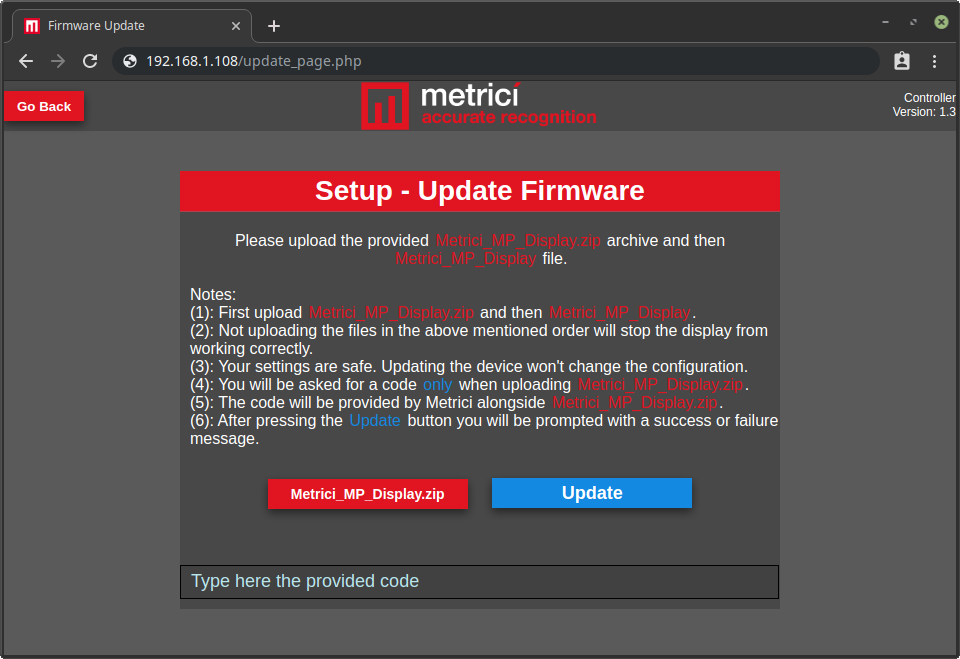 Firmware Update
192.168.1.108/update_page.php
Go Back
metrici
accurate recognition
Controller
Version: 1.3
Setup - Update Firmware
Please upload the provided Metrici_MP_Display.zip archive and then
Metrici_MP_Display file.
Notes:
(1): First upload Metrici_MP_Display.zip and then Metrici_MP_Display.
(2): Not uploading the files in the above mentioned order will stop the display from
working correctly.
(3): Your settings are safe. Updating the device won't change the configuration.
(4): You will be asked for a code only when uploading Metrici_MP_Display.zip.
(5): The code will be provided by Metrici alongside Metrici_MP_Display.zip.
(6): After pressing the Update button you will be prompted with a success or failure
message.
Metrici_MP_Display.zip
Update
Type here the provided code